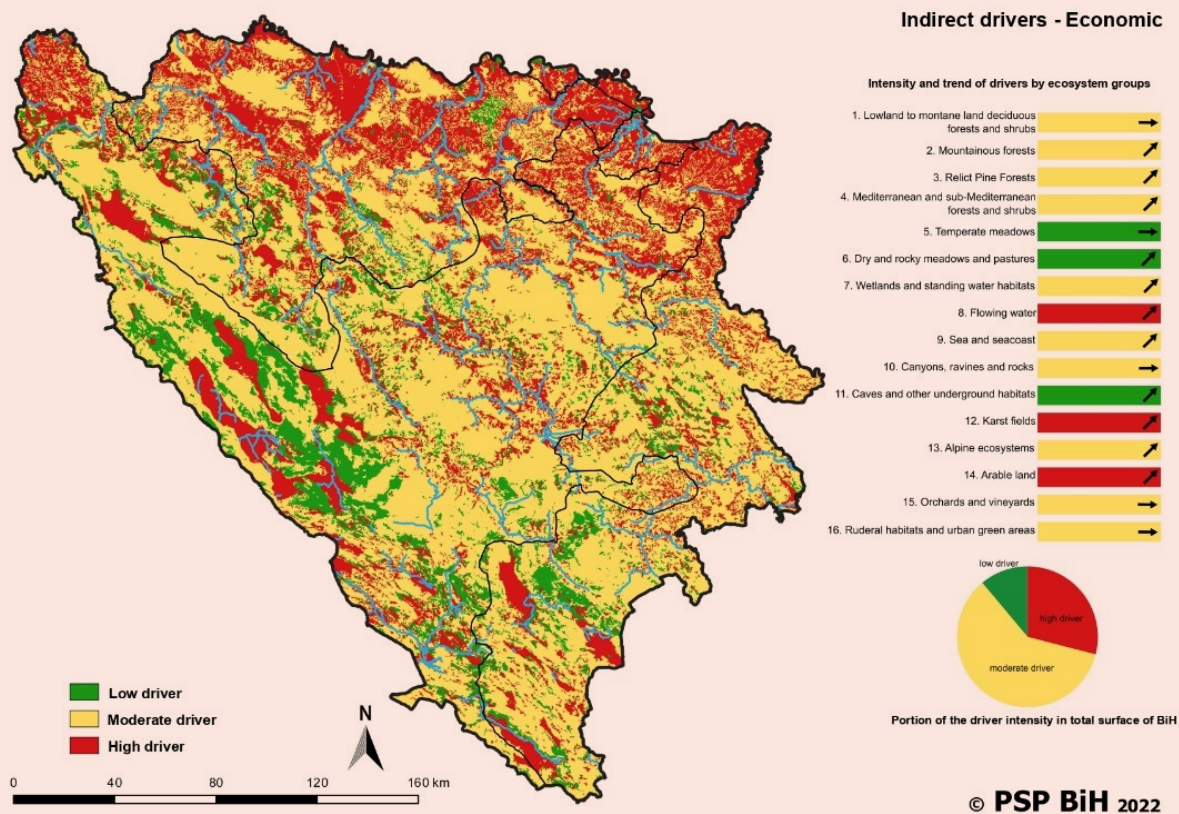 Indirect drivers - Economic
Intensity and trend of drivers by ecosystem groups
1. Lowland to montane land deciduous
forests and shrubs
2. Mountainous forests
3. Relict Pine Forests
4. Mediterranean and sub-Mediterranean
forests and shrubs
5. Temperate meadows
6. Dry and rocky meadows and pastures
7. Wetlands and standing water habitats
8. Flowing water
9. Sea and seacoast
10. Canyons, ravines and rocks
11. Caves and other underground habitats
12. Karst fields
13. Alpine ecosystems
14. Arable land
15. Orchards and vineyards
16. Ruderal habitats and urban green areas
low driver
high driver
moderate driver
Portion of the driver intensity in total surface of BiH
Low driver
Moderate driver
High driver
N
0 40 80 120 160 km
© PSP BiH 2022